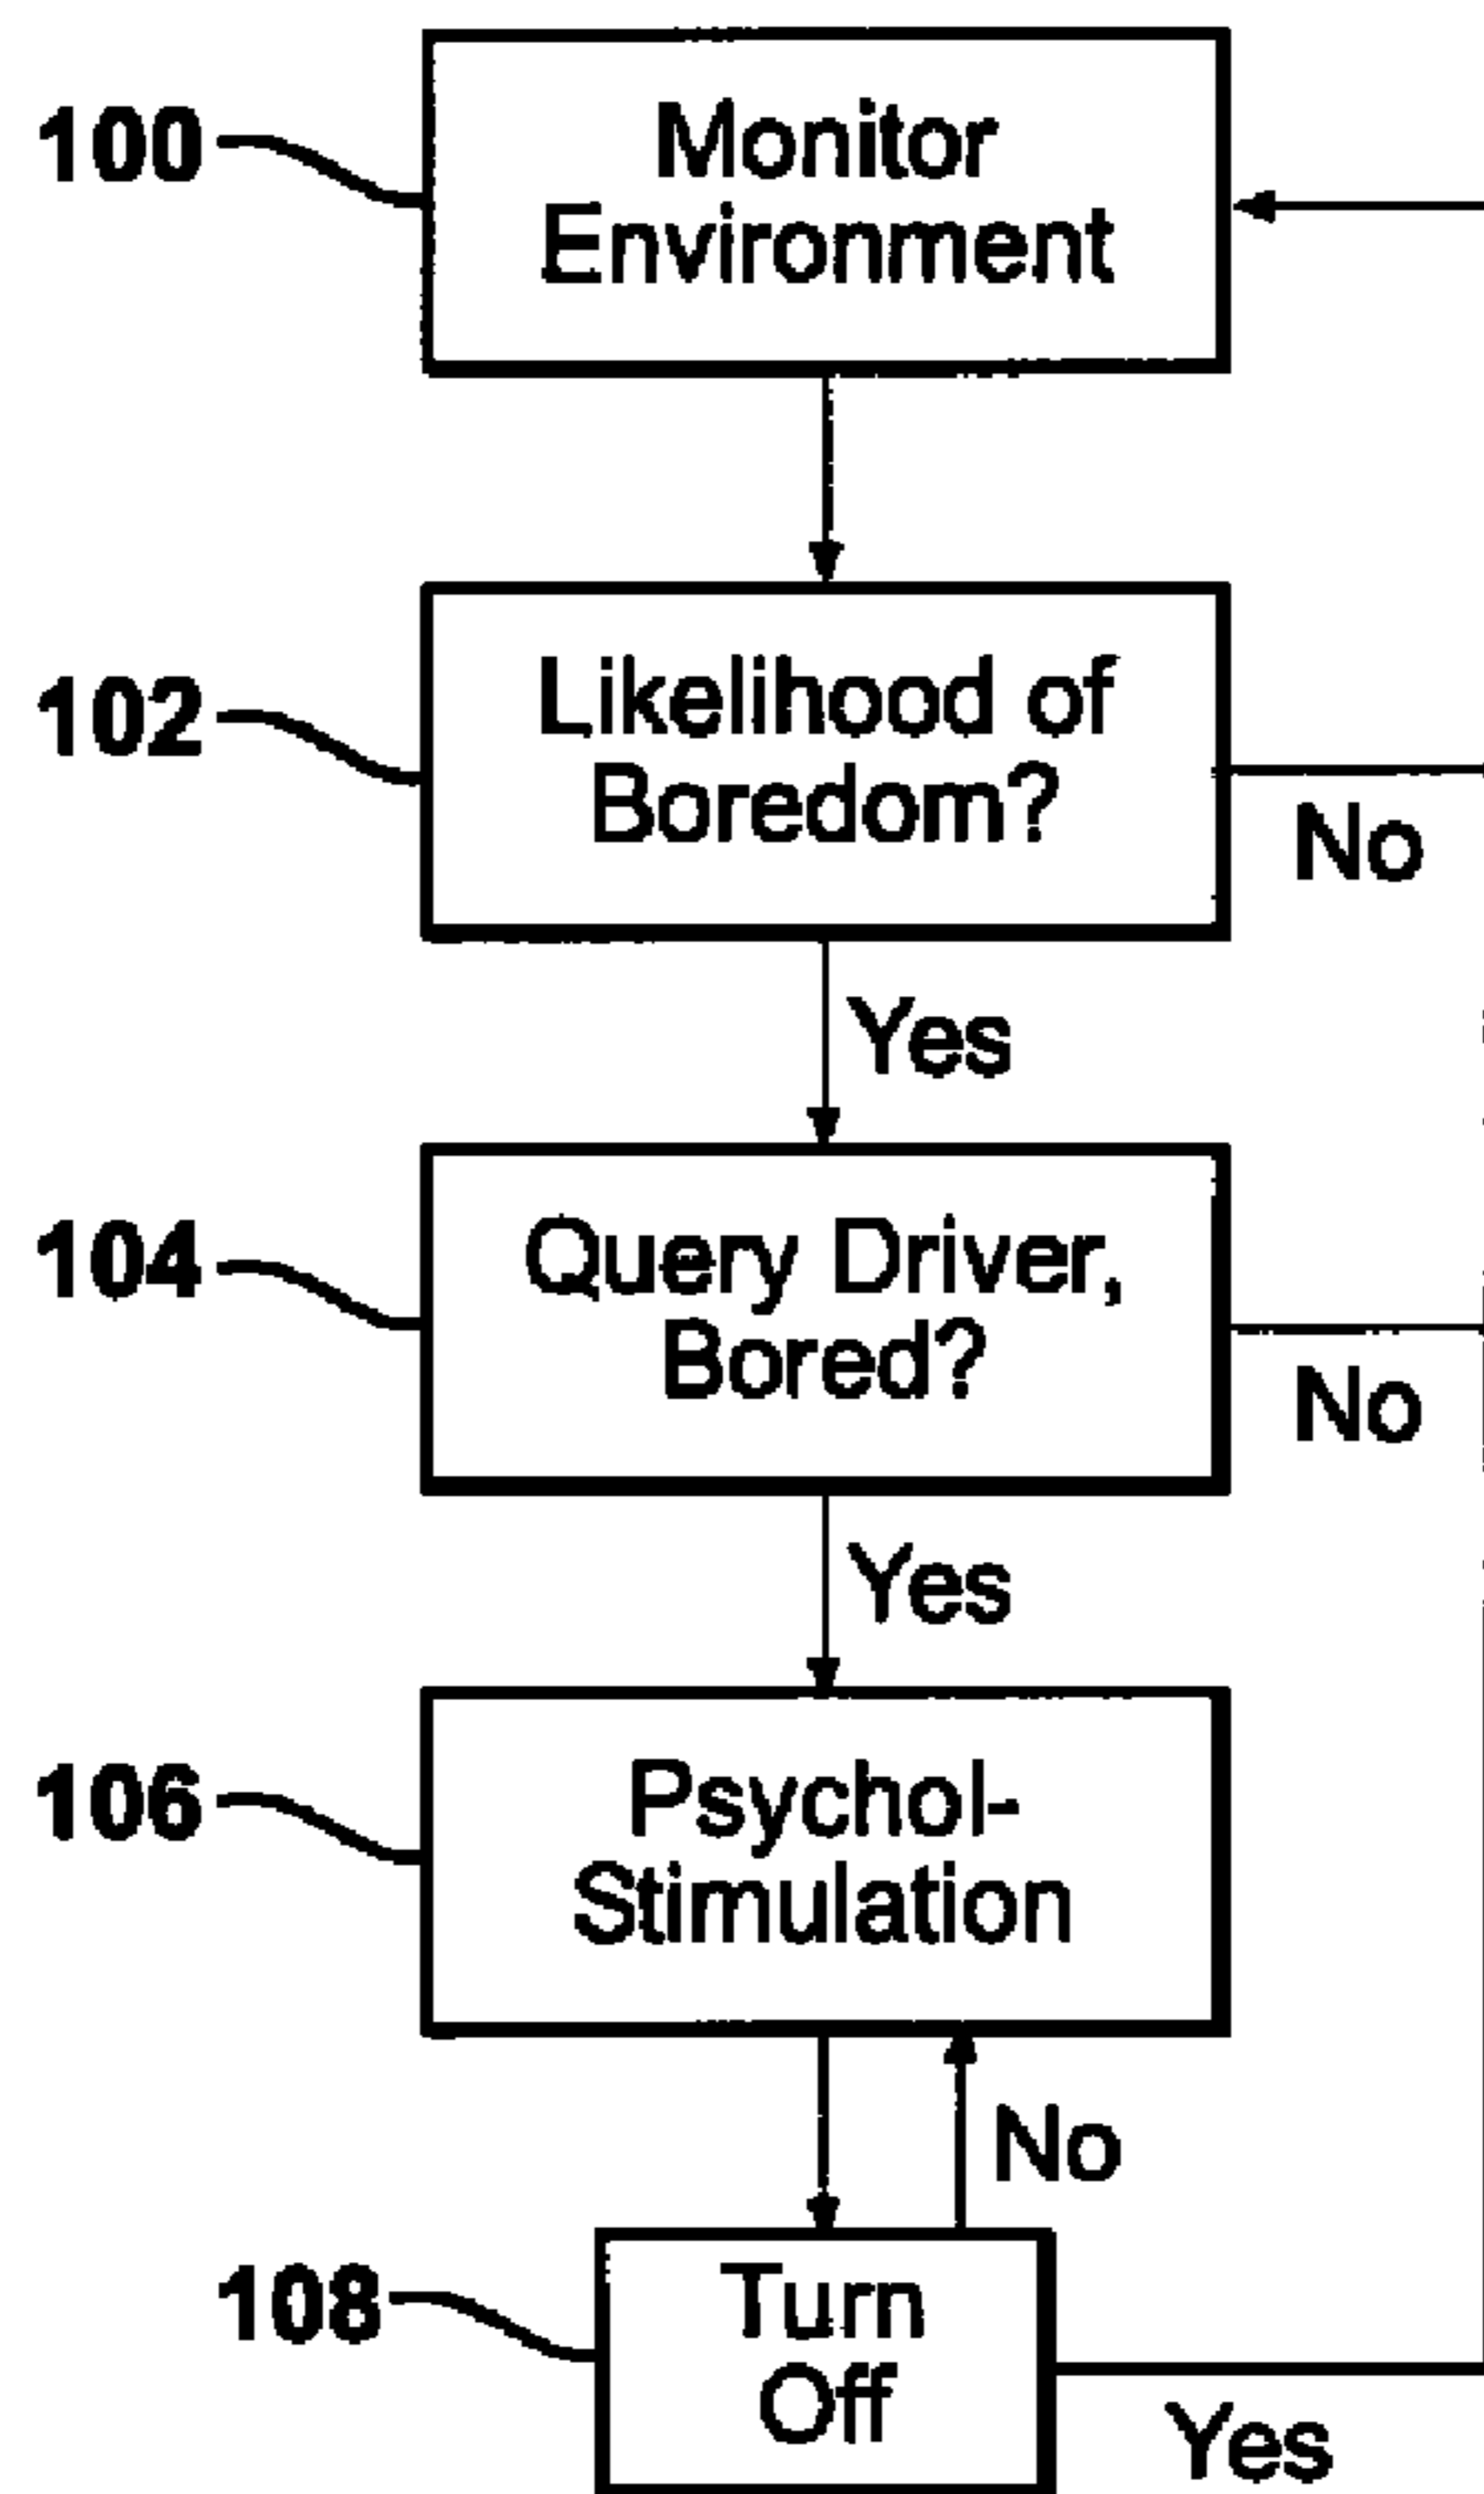 100
Monitor
Environment
102
Likelihood of
Boredom?
No
Yes
104
Query Driver,
Bored?
No
Yes
106
Psychol-
Stimulation
No
108
Turn
Off
Yes